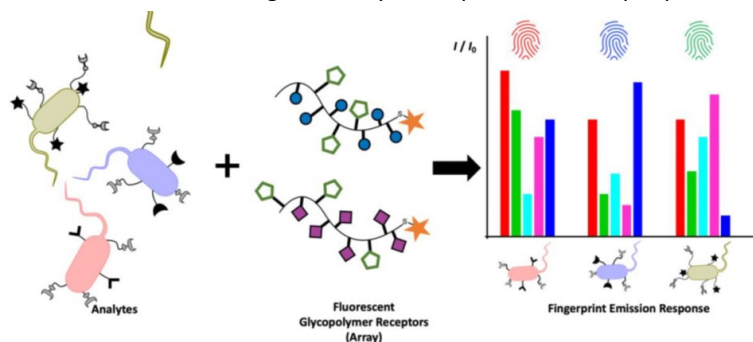 I / I0
S
S
Analytes
Fluorescent
Glycopolymer Receptors
(Array)
Fingerprint Emission Response